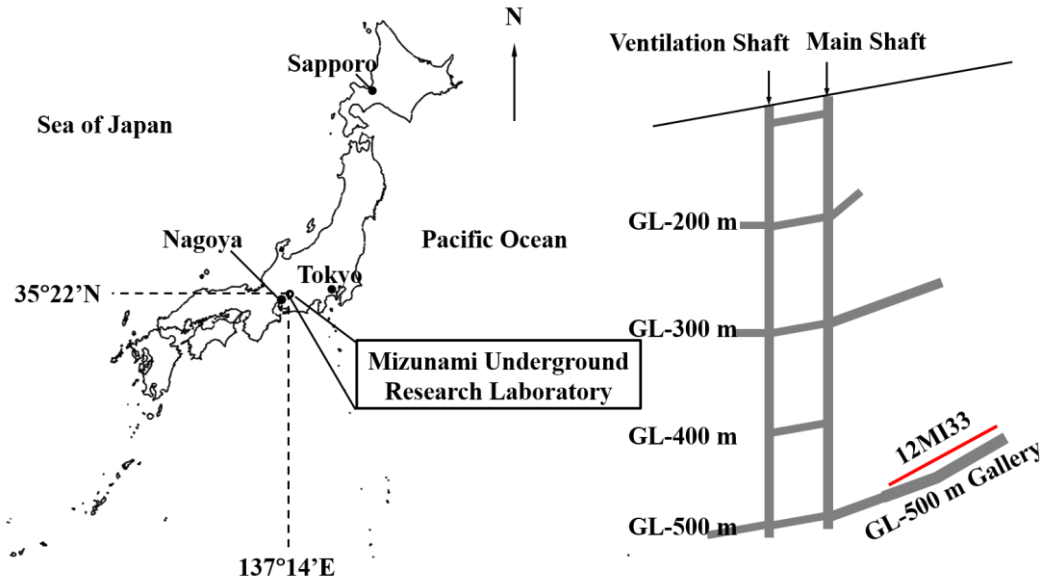 N
Sapporo
Sea of Japan
Pacific Ocean
Nagoya
Tokyo
35°22’N
Mizunami Underground
Research Laboratory
137°14’E
Ventilation Shaft
Main Shaft
GL-200 m
GL-300 m
GL-400 m
12MI33
GL-500 m Gallery
GL-500 m